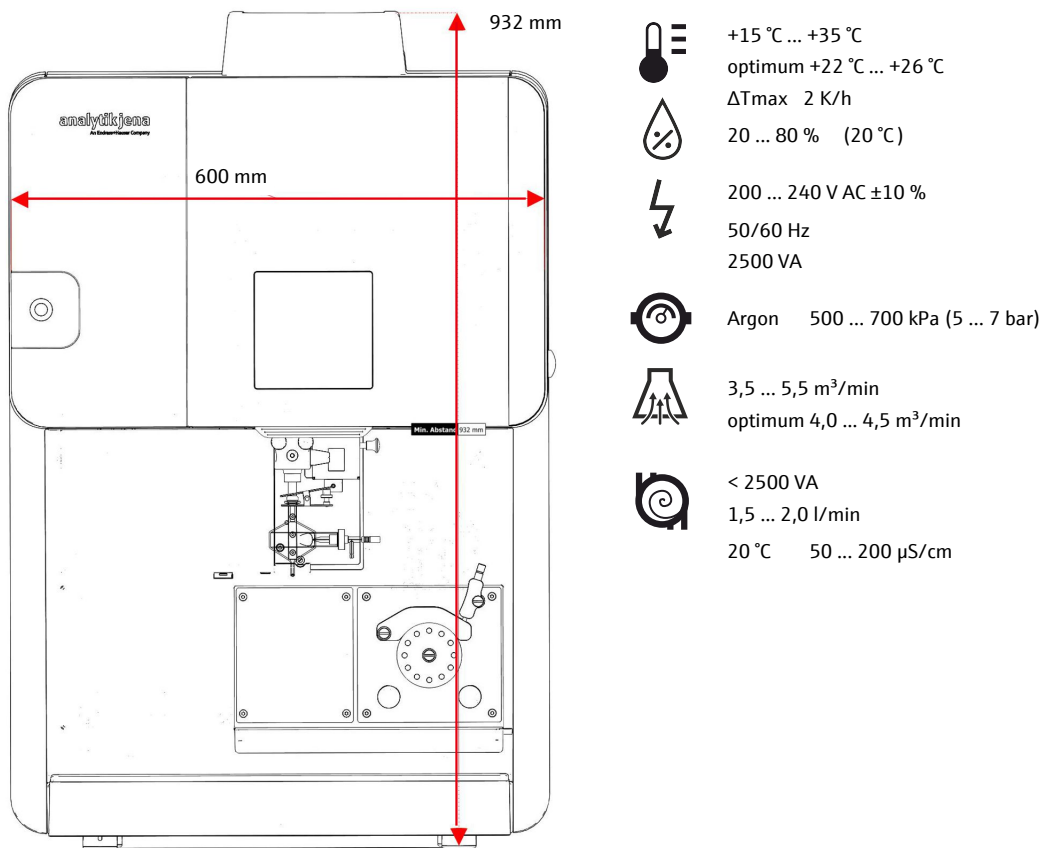 932 mm
analytikjena
An Endress+Hauser Company
600 mm
Min. Abstand 932 mm
+15 °C ... +35 °C
optimum +22 °C ... +26 °C
ΔTmax 2 K/h
20 ... 80 % (20 °C)
200 ... 240 V AC ±10 %
50/60 Hz
2500 VA
Argon 500 ... 700 kPa (5 ... 7 bar)
3,5 ... 5,5 m³/min
optimum 4,0 ... 4,5 m³/min
< 2500 VA
1,5 ... 2,0 l/min
20 °C 50 ... 200 µS/cm